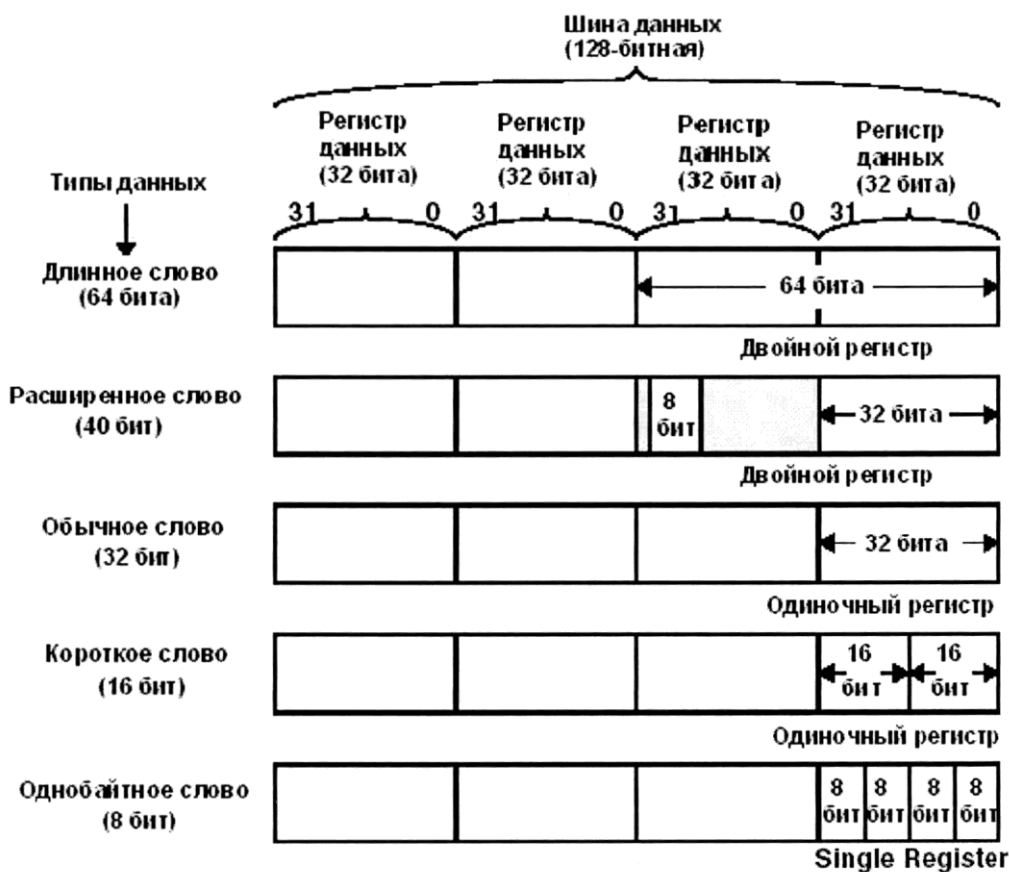 Шина данных
(128-битная)
Регистр данных (32 бита)
Регистр данных (32 бита)
Регистр данных (32 бита)
Регистр данных (32 бита)
Типы данных
31 0 31 0 31 0 31 0
Длинное слово
(64 бита)
64 бита
Двойной регистр
Расширенное слово
(40 бит)
8 бит
32 бита
Двойной регистр
Обычное слово
(32 бит)
32 бита
Одиночный регистр
Короткое слово
(16 бит)
16 бит
16 бит
Одиночный регистр
Однобайтное слово
(8 бит)
8 бит
8 бит
8 бит
8 бит
Single Register